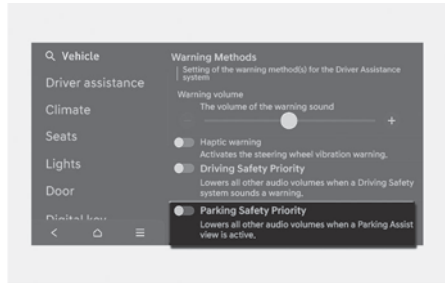 Vehicle
Driver assistance
Climate
Seats
Lights
Door
Digital key
Warning Methods
Setting of the warning method(s) for the Driver Assistance
system
Warning volume
The volume of the warning sound
Haptic warning
Activates the steering wheel vibration warning.
Driving Safety Priority
Lowers all other audio volumes when a Driving Safety
system sounds a warning.
Parking Safety Priority
Lowers all other audio volumes when a Parking Assist
view is active.